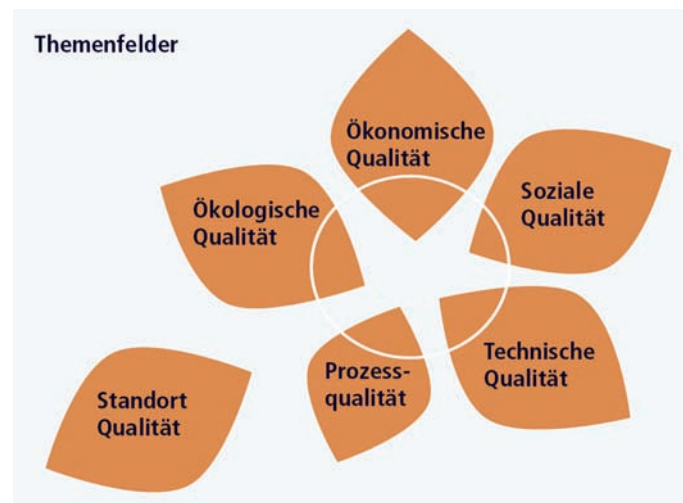 Themenfelder
Ökonomische
Qualität
Soziale
Qualität
Ökologische
Qualität
Technische
Qualität
Prozess-
qualität
Standort
Qualität